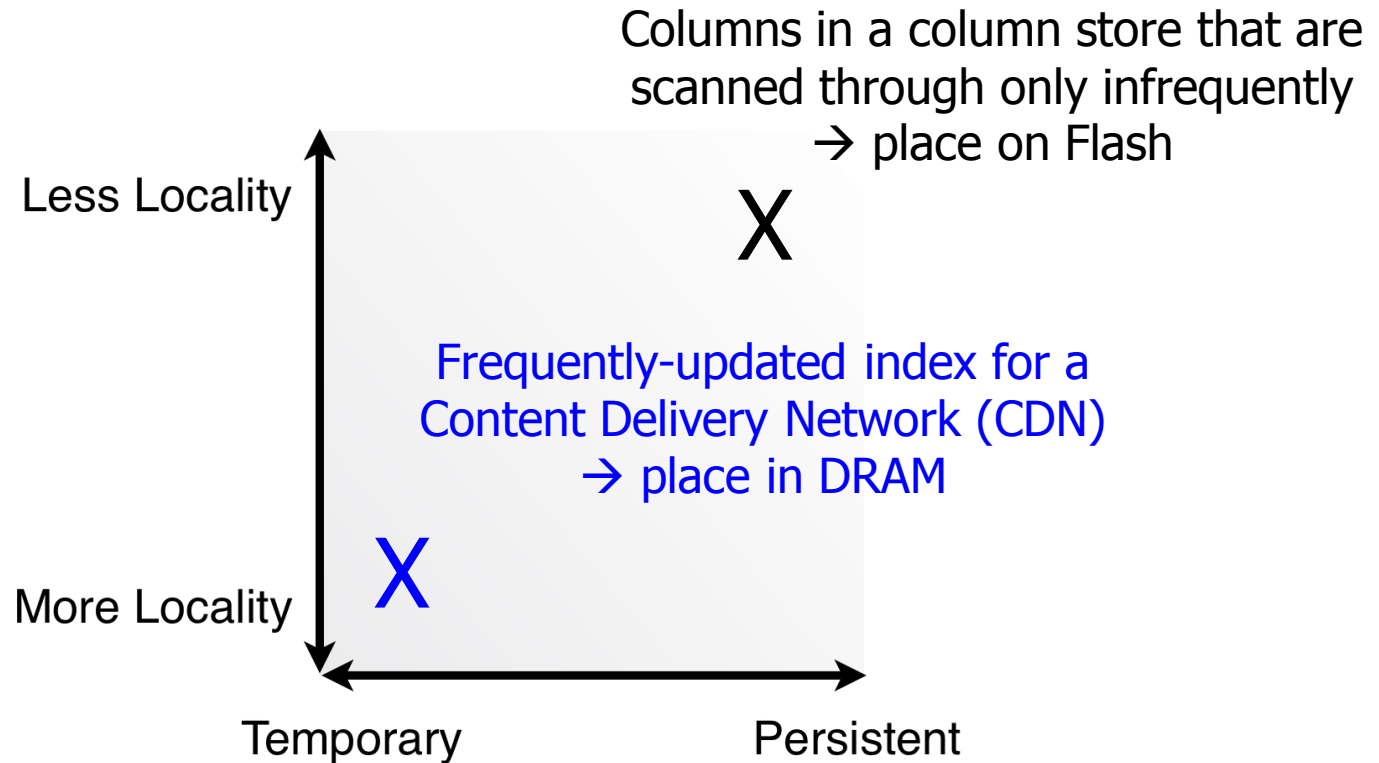 Columns in a column store that are
scanned through only infrequently
→ place on Flash
Less Locality
X
Frequently-updated index for a
Content Delivery Network (CDN)
→ place in DRAM
X
More Locality
Temporary
Persistent